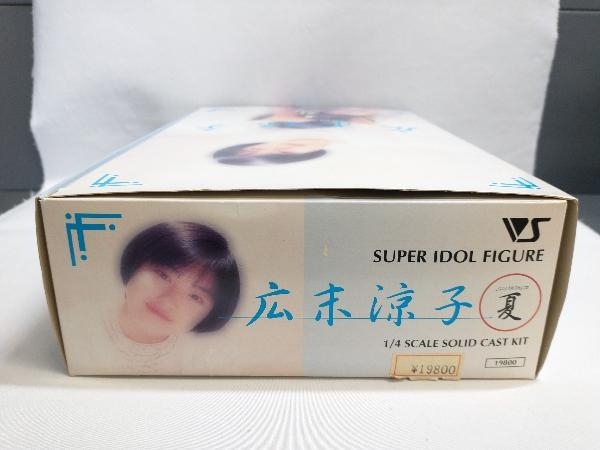 VS
SUPER IDOL FIGURE
広末涼子
夏
1/4 SCALE SOLID CAST KIT
¥19800
19800